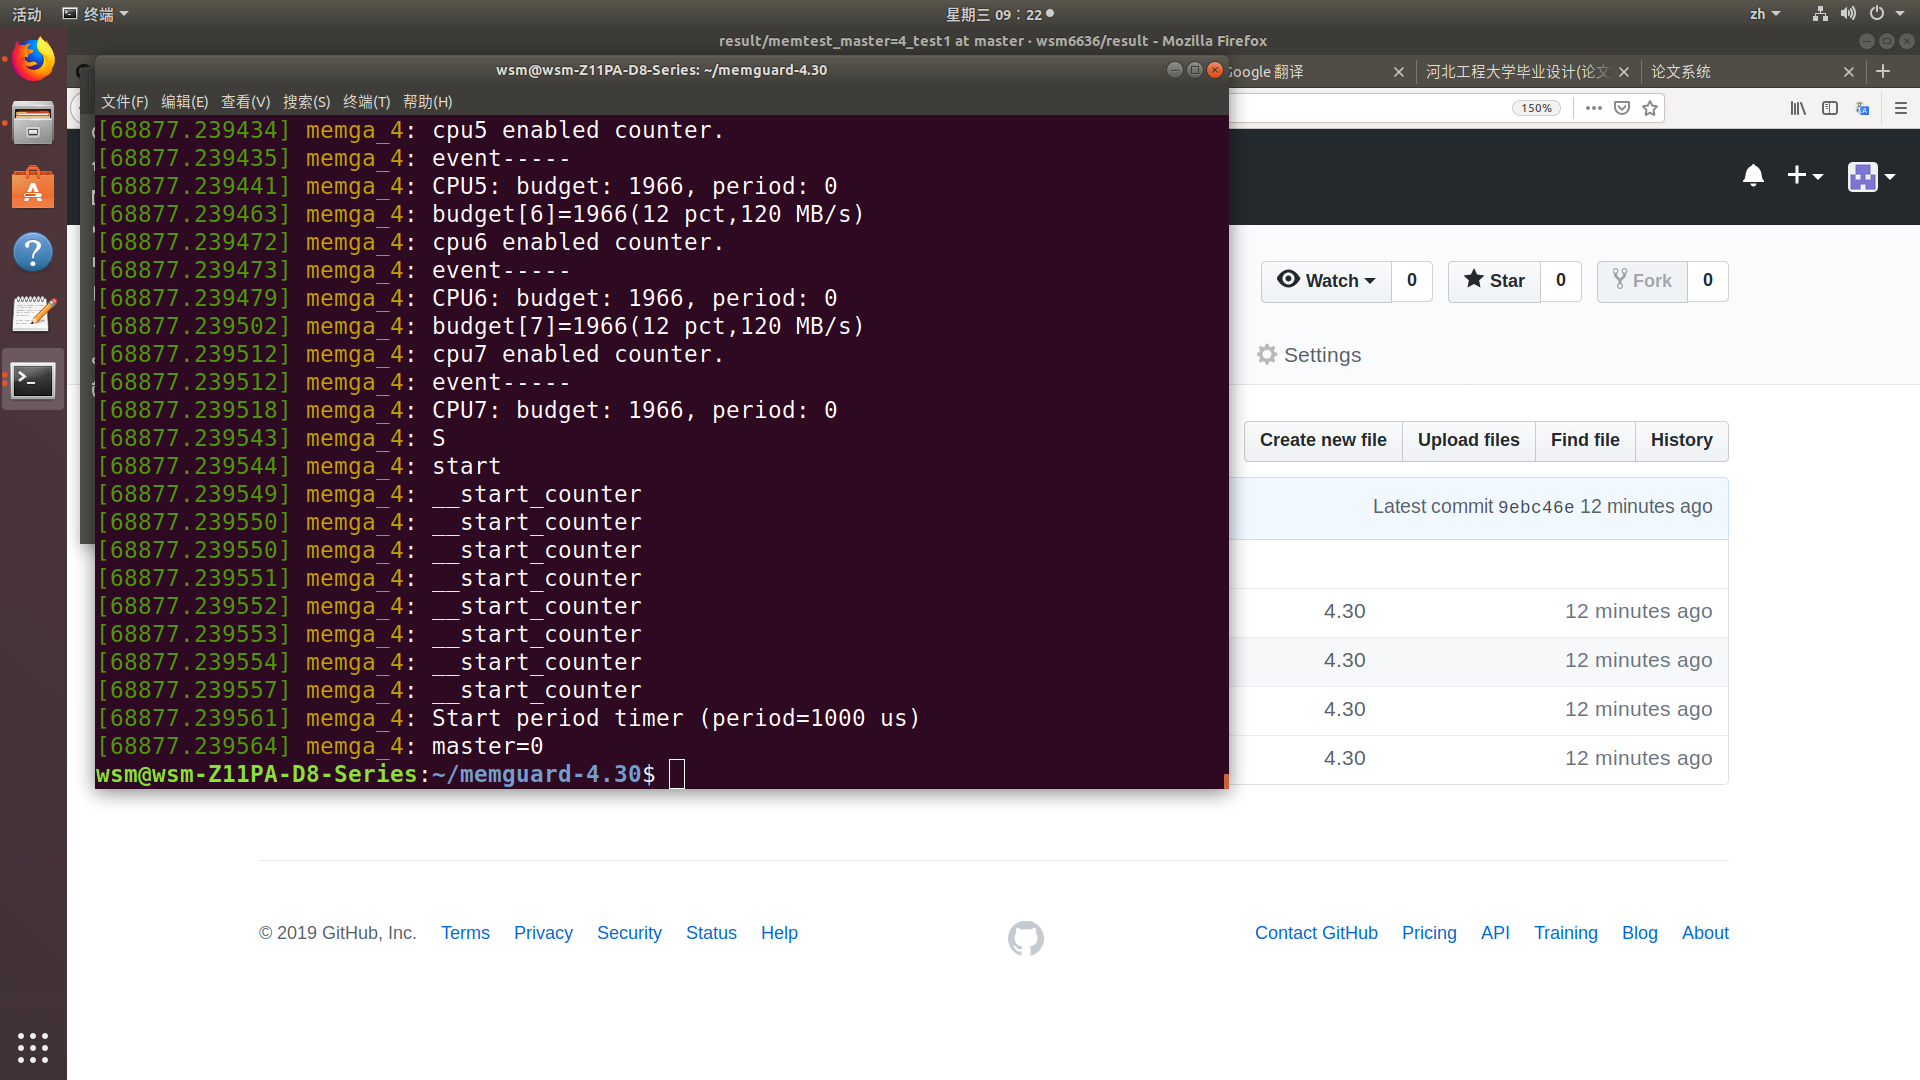 活动 终端 星期三 09：22 zh
result/memtest_master=4_test1 at master · wsm6636/result - Mozilla Firefox
wsm@wsm-Z11PA-D8-Series: ~/memguard-4.30
Google 翻译 河北工程大学毕业设计(论文 论文系统
文件(F) 编辑(E) 查看(V) 搜索(S) 终端(T) 帮助(H)
150%
[68877.239434] memga_4: cpu5 enabled counter.
[68877.239435] memga_4: event-----
[68877.239441] memga_4: CPU5: budget: 1966, period: 0
[68877.239463] memga_4: budget[6]=1966(12 pct,120 MB/s)
[68877.239472] memga_4: cpu6 enabled counter.
[68877.239473] memga_4: event-----
[68877.239479] memga_4: CPU6: budget: 1966, period: 0
[68877.239502] memga_4: budget[7]=1966(12 pct,120 MB/s)
[68877.239512] memga_4: cpu7 enabled counter.
[68877.239512] memga_4: event-----
[68877.239518] memga_4: CPU7: budget: 1966, period: 0
[68877.239543] memga_4: S
[68877.239544] memga_4: start
[68877.239549] memga_4: __start_counter
[68877.239550] memga_4: __start_counter
[68877.239550] memga_4: __start_counter
[68877.239551] memga_4: __start_counter
[68877.239552] memga_4: __start_counter
[68877.239553] memga_4: __start_counter
[68877.239554] memga_4: __start_counter
[68877.239557] memga_4: __start_counter
[68877.239561] memga_4: Start period timer (period=1000 us)
[68877.239564] memga_4: master=0
wsm@wsm-Z11PA-D8-Series:~/memguard-4.30$
Watch 0 Star 0 Fork 0
Settings
Create new file Upload files Find file History
Latest commit 9ebc46e 12 minutes ago
4.30 12 minutes ago
4.30 12 minutes ago
4.30 12 minutes ago
4.30 12 minutes ago
© 2019 GitHub, Inc. Terms Privacy Security Status Help Contact GitHub Pricing API Training Blog About